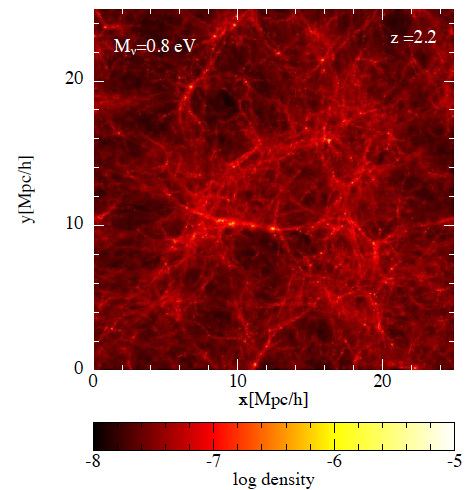 Mν=0.8 eV
z =2.2
20
10
0
y[Mpc/h]
0 10 20
x[Mpc/h]
-8 -7 -6 -5
log density